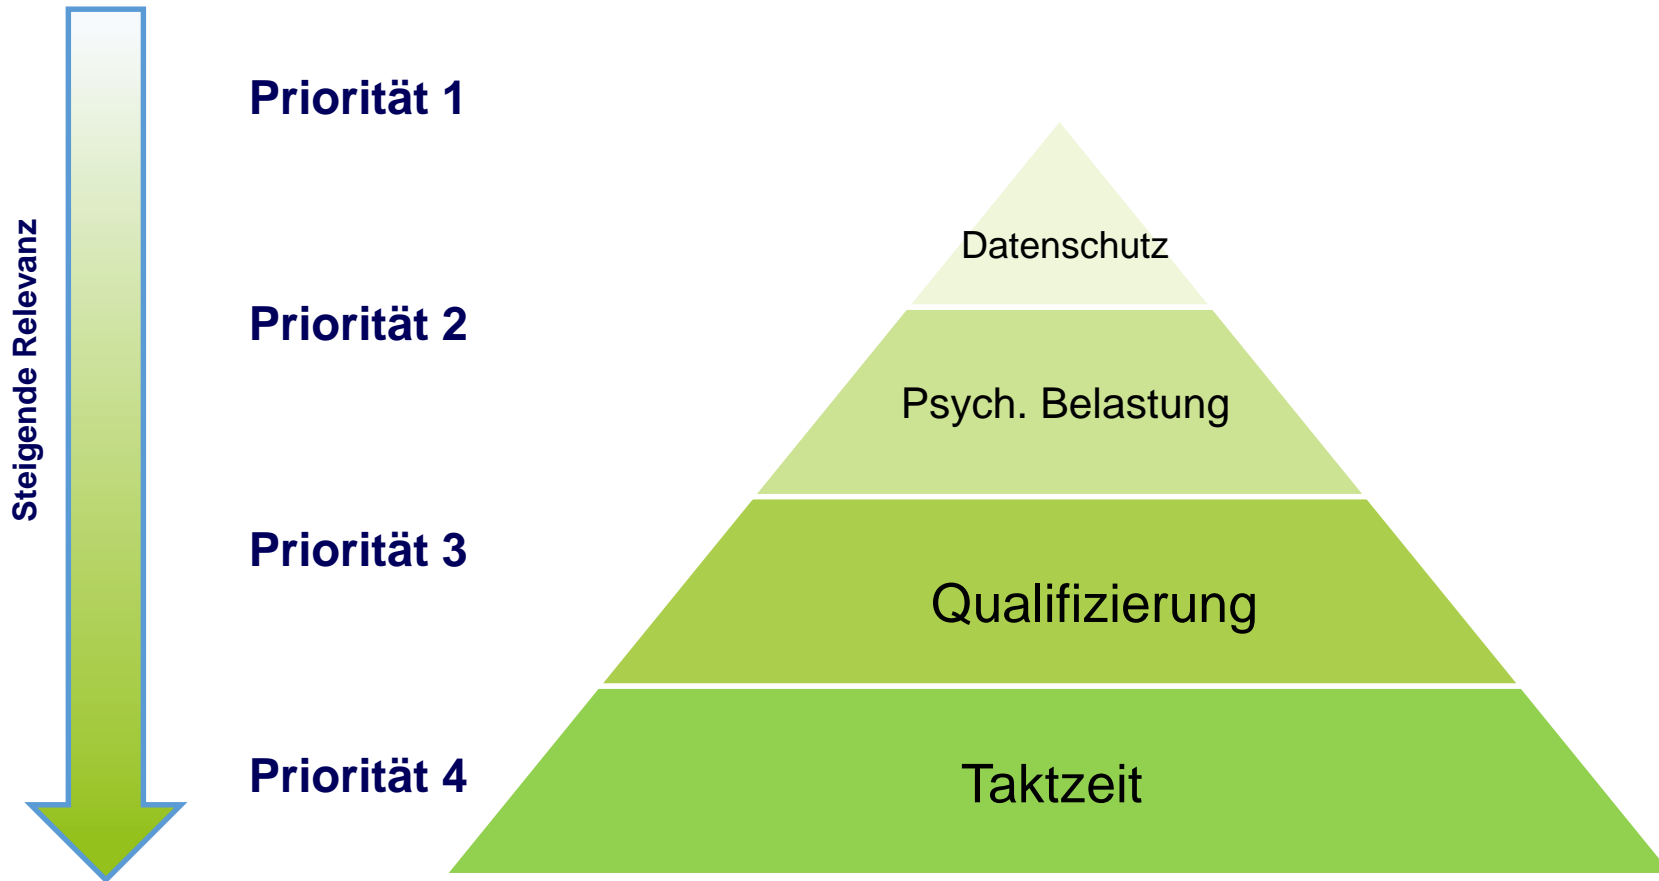 Steigende Relevanz
Priorität 1
Datenschutz
Priorität 2
Psych. Belastung
Priorität 3
Qualifizierung
Priorität 4
Taktzeit